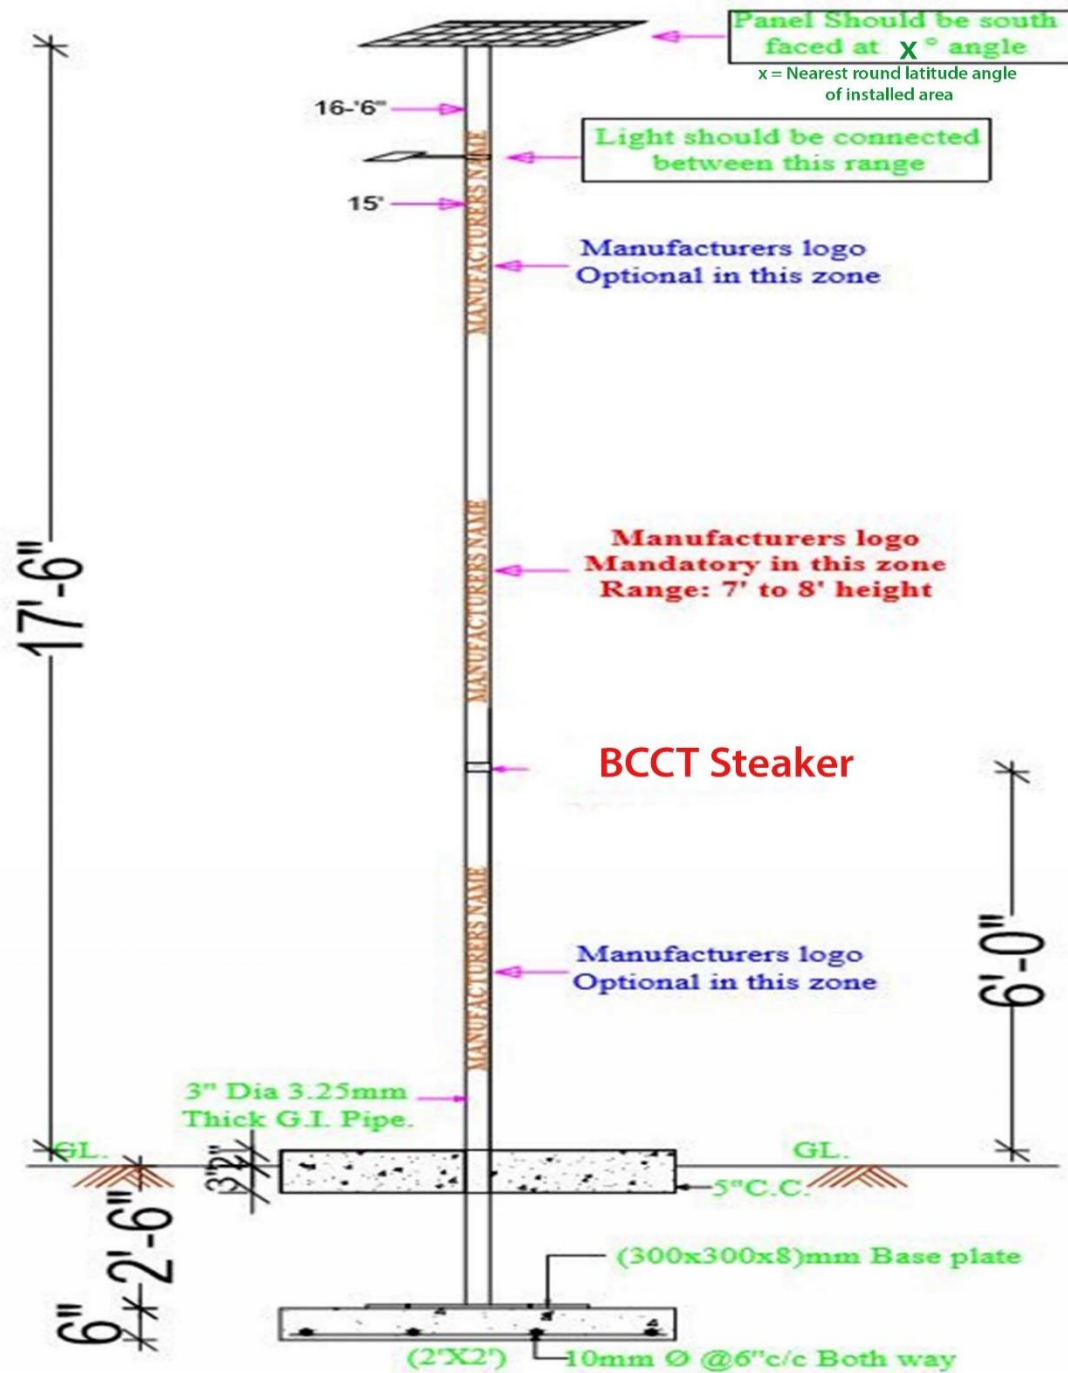 Panel Should be south
faced at X° angle
x = Nearest round latitude angle
of installed area
16-'6"
Light should be connected
between this range
15'
MANUFACTURERS NAME
Manufacturers logo
Optional in this zone
17'-6"
MANUFACTURERS NAME
Manufacturers logo
Mandatory in this zone
Range: 7' to 8' height
BCCT Steaker
6'-0"
MANUFACTURERS NAME
Manufacturers logo
Optional in this zone
3" Dia 3.25mm
Thick G.I. Pipe.
GL.
GL.
3"2"
5"C.C.
2'-6"
(300x300x8)mm Base plate
6"
(2'X2')
10mm Ø @6"c/c Both way